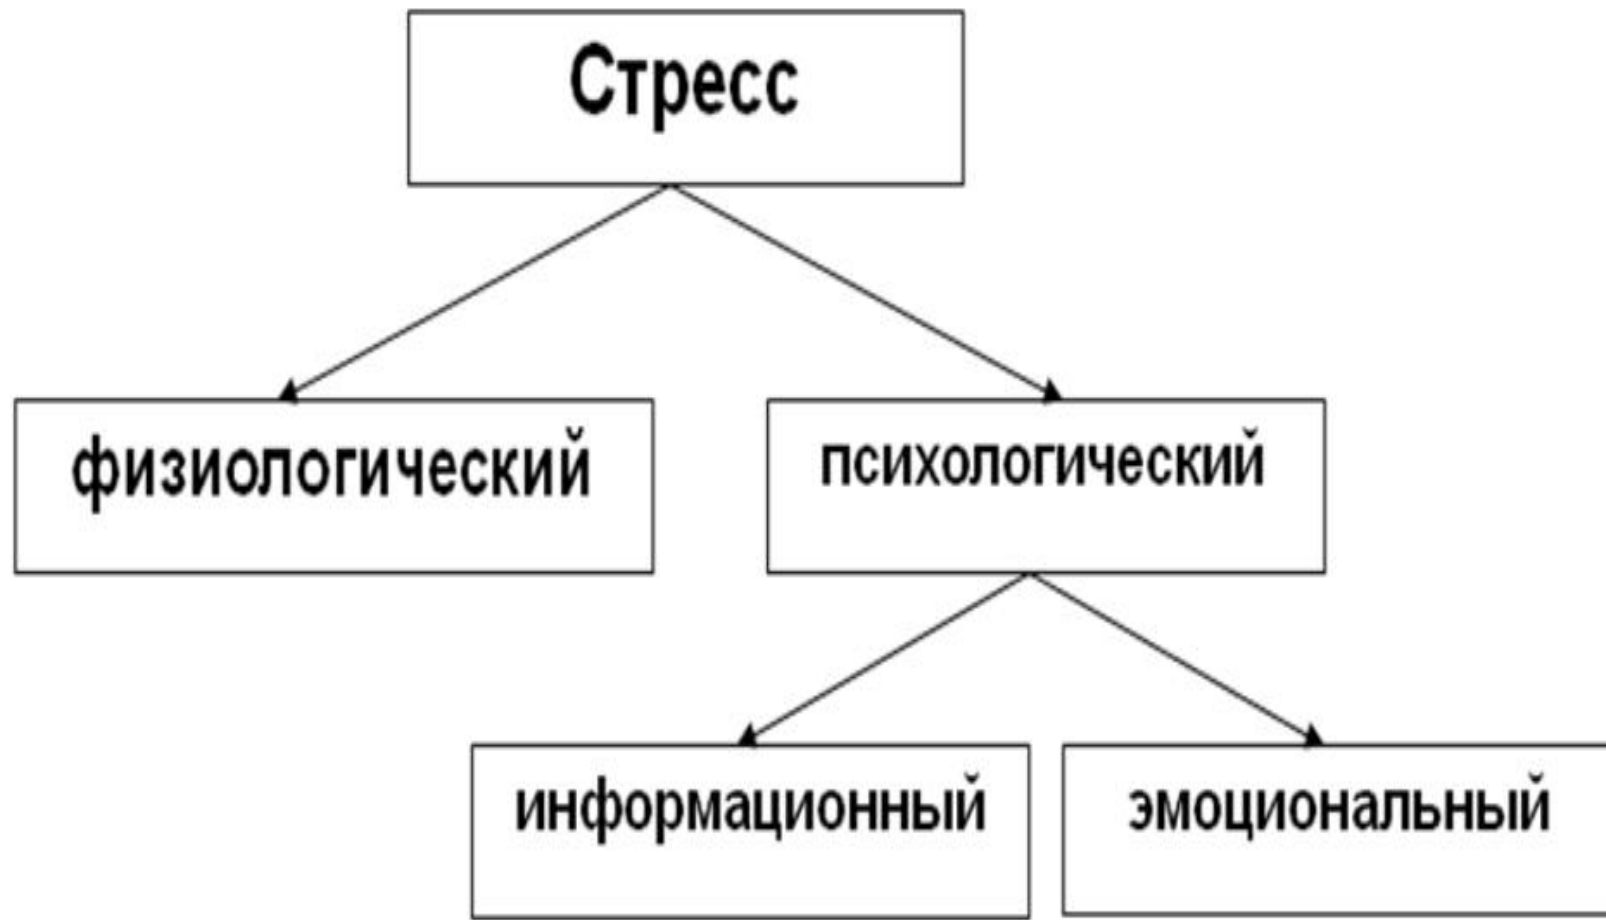 Стресс
физиологический
психологический
информационный
эмоциональный